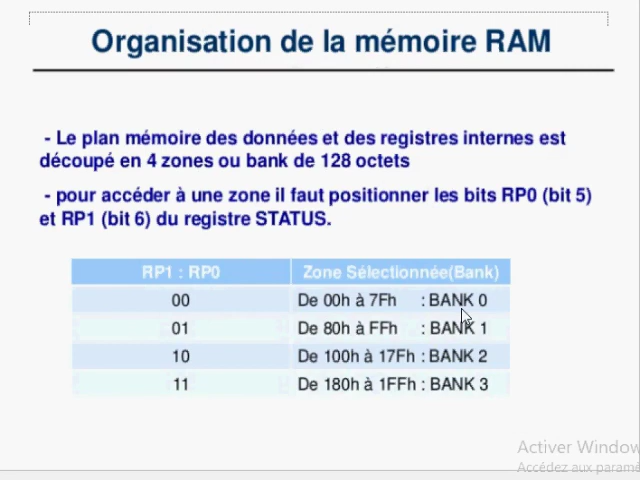 Organisation de la mémoire RAM
- Le plan mémoire des données et des registres internes est
découpé en 4 zones ou bank de 128 octets
- pour accéder à une zone il faut positionner les bits RP0 (bit 5)
et RP1 (bit 6) du registre STATUS.
RP1 : RP0 Zone Sélectionnée(Bank)
00 De 00h à 7Fh : BANK 0
01 De 80h à FFh : BANK 1
10 De 100h à 17Fh : BANK 2
11 De 180h à 1FFh : BANK 3
Activer Window
Accédez aux paramè